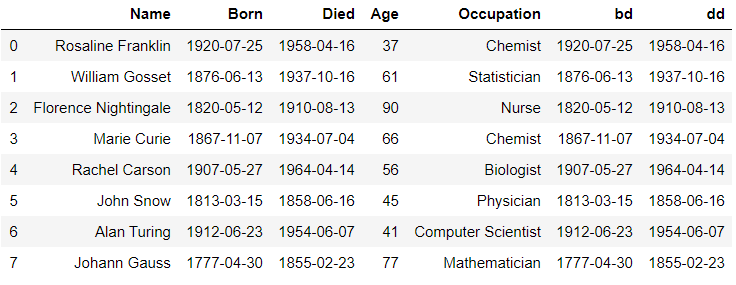 Name Born Died Age Occupation bd dd
0 Rosaline Franklin 1920-07-25 1958-04-16 37 Chemist 1920-07-25 1958-04-16
1 William Gosset 1876-06-13 1937-10-16 61 Statistician 1876-06-13 1937-10-16
2 Florence Nightingale 1820-05-12 1910-08-13 90 Nurse 1820-05-12 1910-08-13
3 Marie Curie 1867-11-07 1934-07-04 66 Chemist 1867-11-07 1934-07-04
4 Rachel Carson 1907-05-27 1964-04-14 56 Biologist 1907-05-27 1964-04-14
5 John Snow 1813-03-15 1858-06-16 45 Physician 1813-03-15 1858-06-16
6 Alan Turing 1912-06-23 1954-06-07 41 Computer Scientist 1912-06-23 1954-06-07
7 Johann Gauss 1777-04-30 1855-02-23 77 Mathematician 1777-04-30 1855-02-23